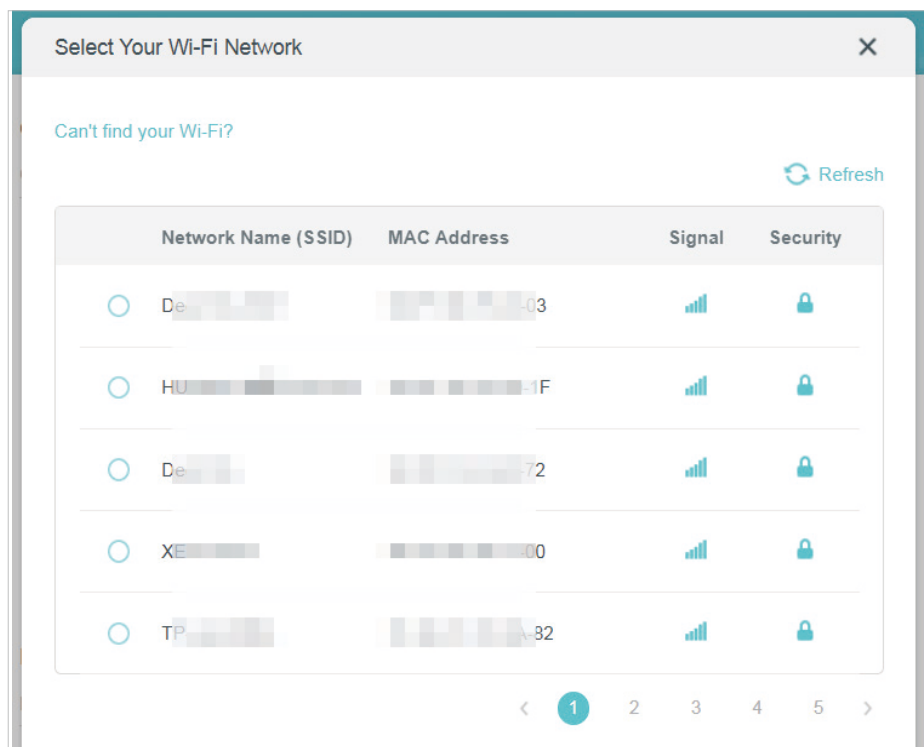 Select Your Wi-Fi Network
Can't find your Wi-Fi?
Refresh
Network Name (SSID) MAC Address Signal Security
De -03
HU -1F
De -72
XE -00
TP -82
1 2 3 4 5